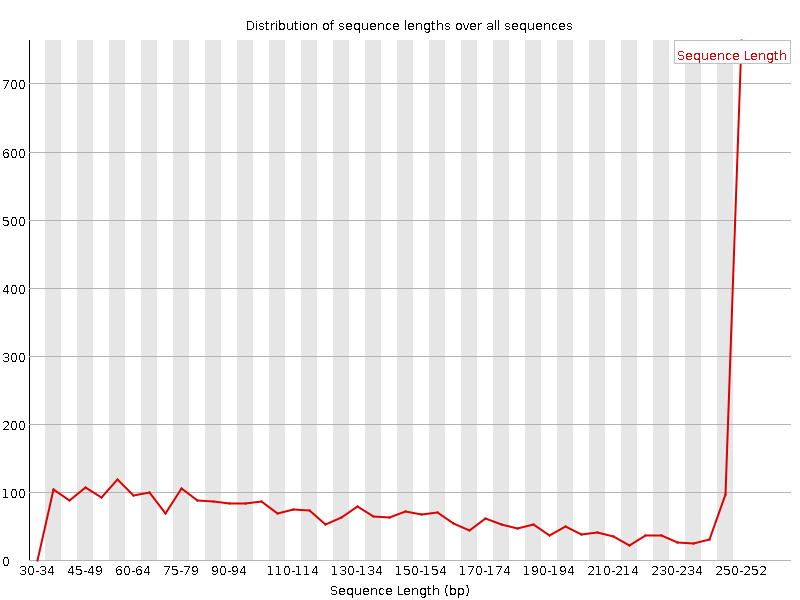 Distribution of sequence lengths over all sequences
Sequence Length
700
600
500
400
300
200
100
0
30-34 45-49 60-64 75-79 90-94 110-114 130-134 150-154 170-174 190-194 210-214 230-234 250-252
Sequence Length (bp)